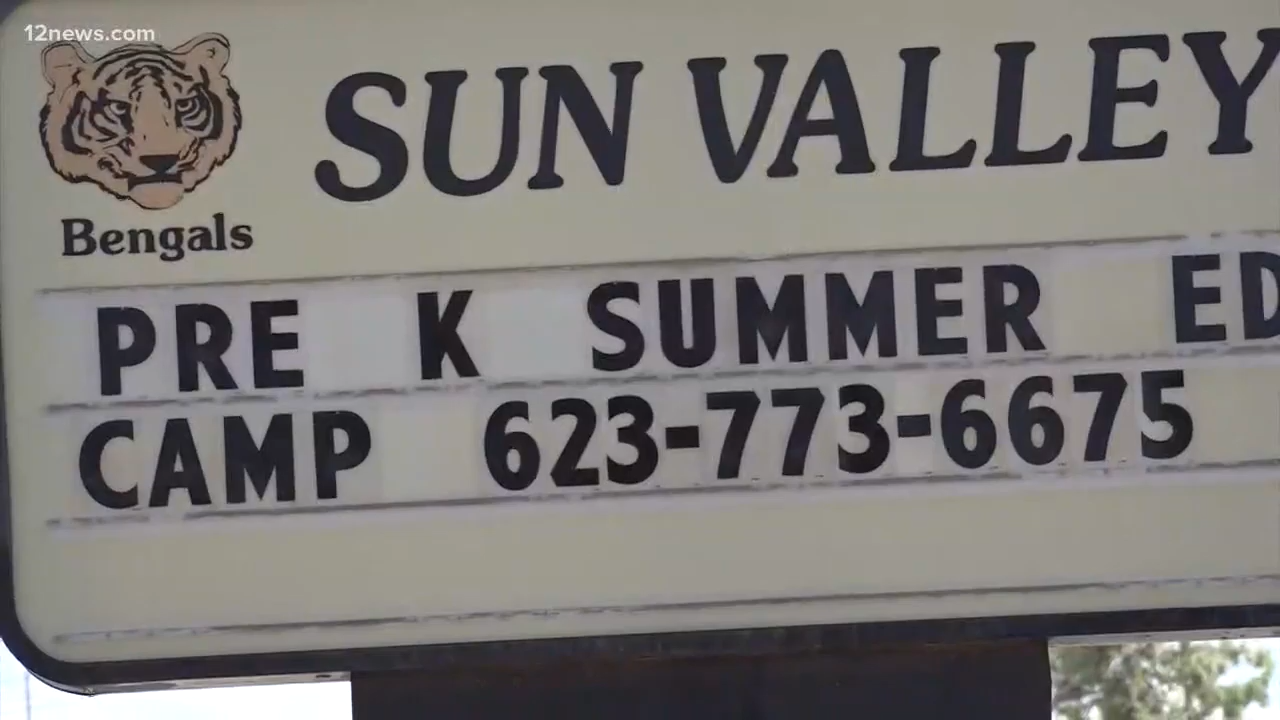 12news.com
SUN VALLEY
Bengals
PRE K SUMMER ED
CAMP 623-773-6675